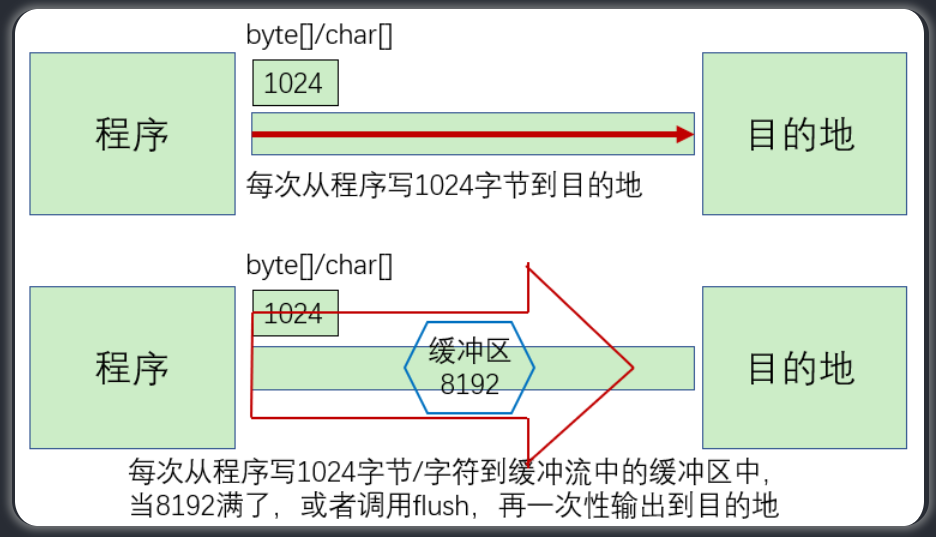 byte[]/char[]
1024
程序
目的地
每次从程序写1024字节到目的地
byte[]/char[]
1024
程序
缓冲区
8192
目的地
每次从程序写1024字节/字符到缓冲流中的缓冲区中，
当8192满了，或者调用flush，再一次性输出到目的地